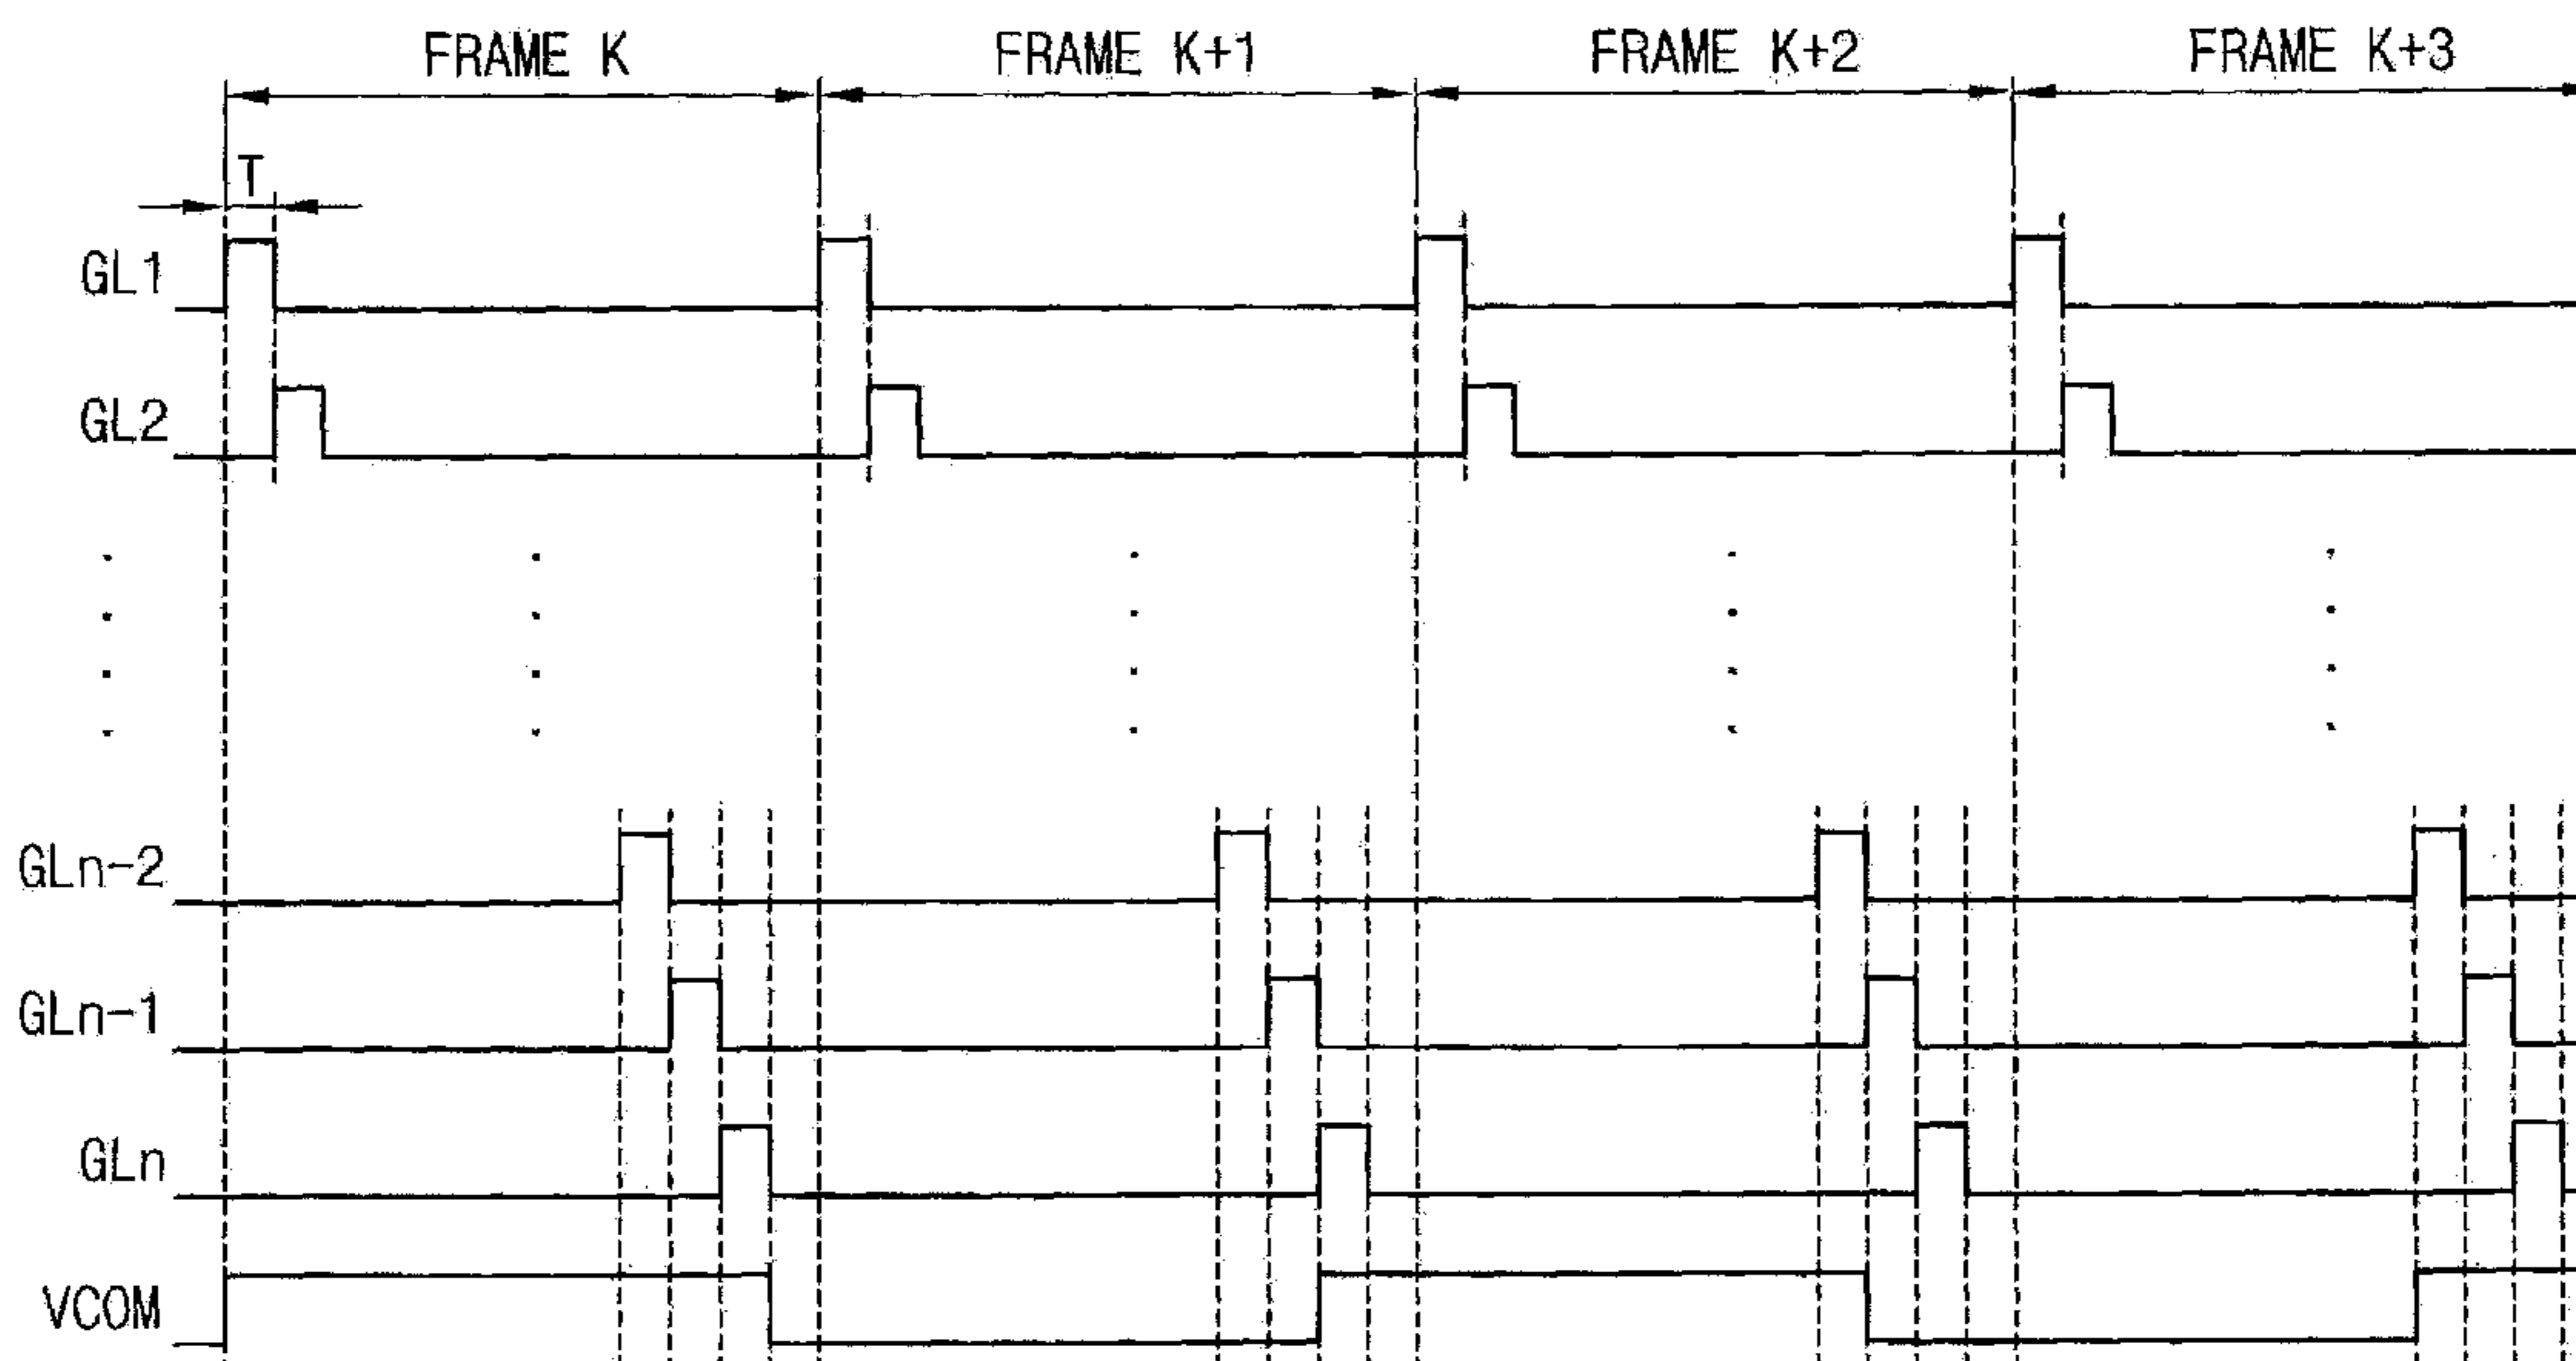 FRAME K FRAME K+1 FRAME K+2 FRAME K+3
T
GL1
GL2
GLn-2
GLn-1
GLn
VCOM